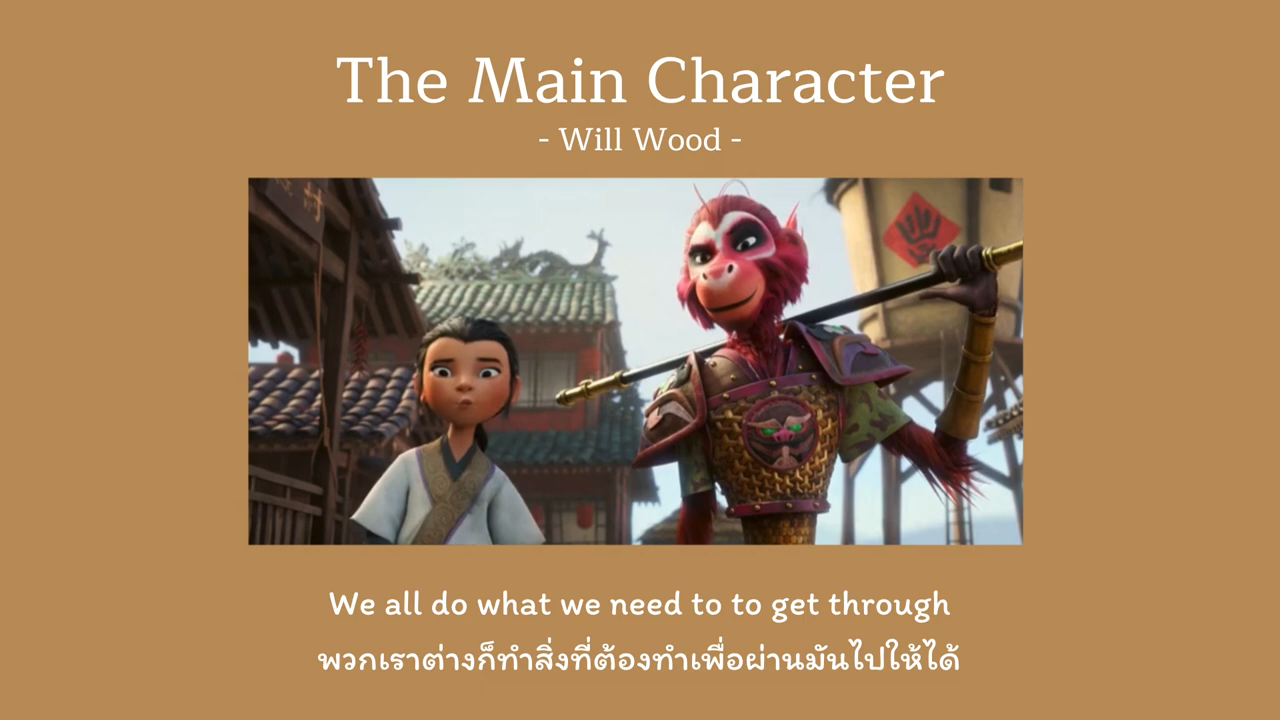 The Main Character
- Will Wood -
We all do what we need to to get through
พวกเราต่างก็ทำสิ่งที่ต้องทำเพื่อผ่านมันไปให้ได้